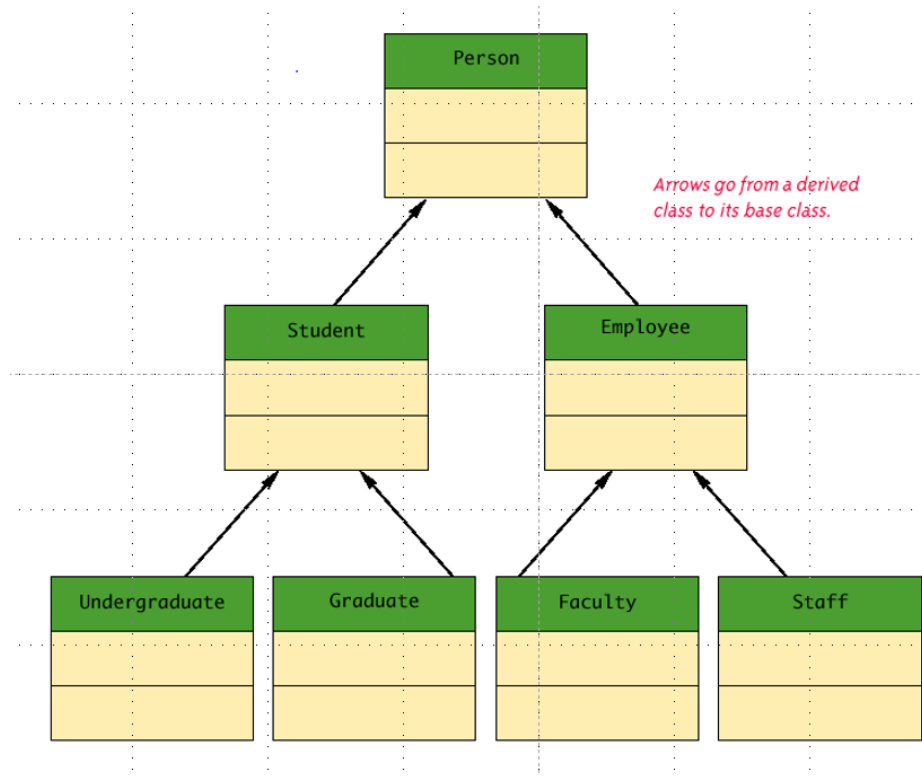 Person
Arrows go from a derived
class to its base class.
Student
Employee
Undergraduate
Graduate
Faculty
Staff